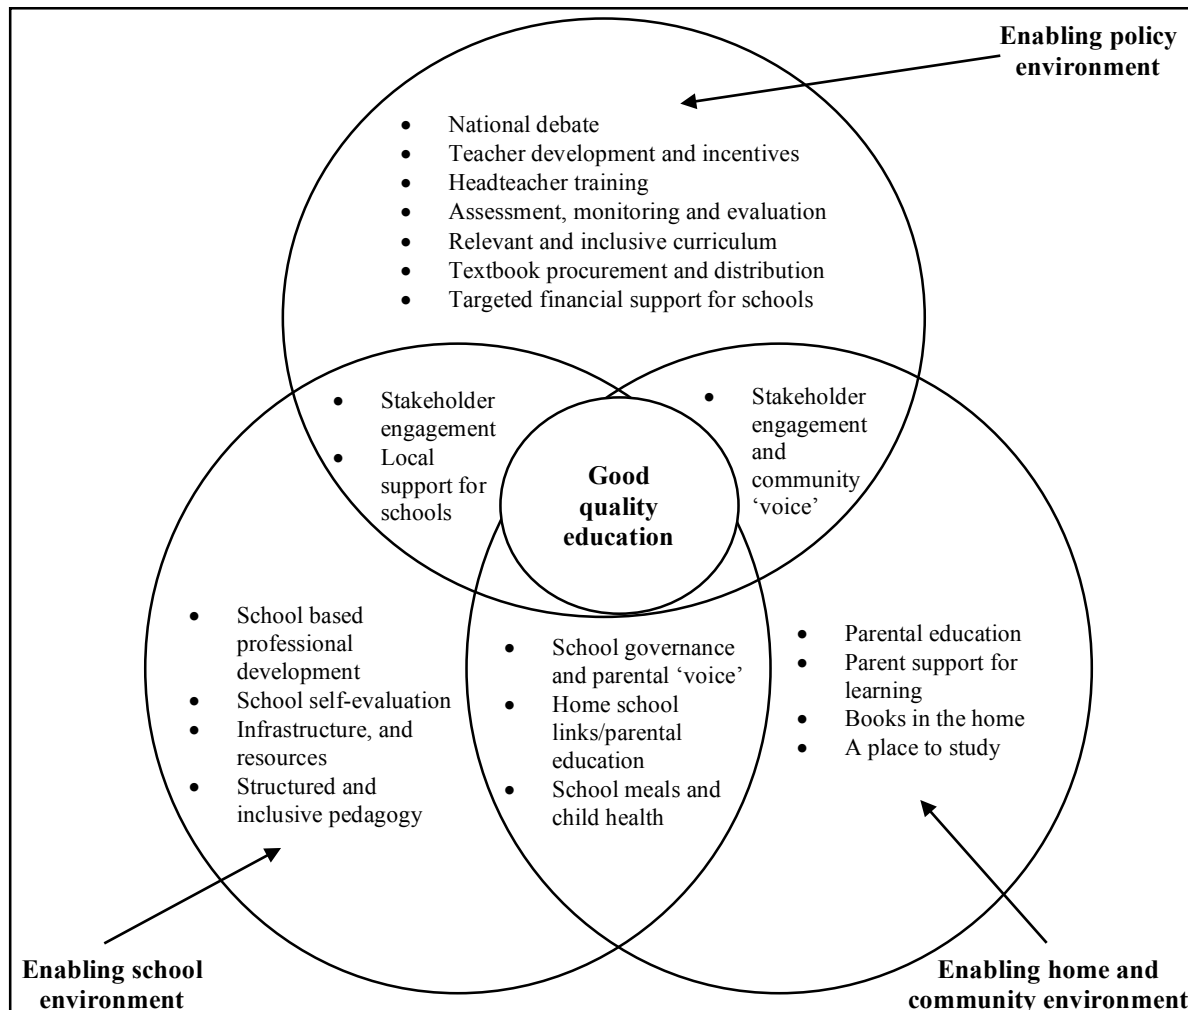 Enabling policy
environment
• National debate
• Teacher development and incentives
• Headteacher training
• Assessment, monitoring and evaluation
• Relevant and inclusive curriculum
• Textbook procurement and distribution
• Targeted financial support for schools
• Stakeholder
engagement
• Local
support for
schools
• Stakeholder
engagement
and
community
‘voice’
Good
quality
education
• School based
professional
development
• School self-evaluation
• Infrastructure, and
resources
• Structured and
inclusive pedagogy
• School governance
and parental ‘voice’
• Home school
links/parental
education
• School meals and
child health
• Parental education
• Parent support for
learning
• Books in the home
• A place to study
Enabling school
environment
Enabling home and
community environment